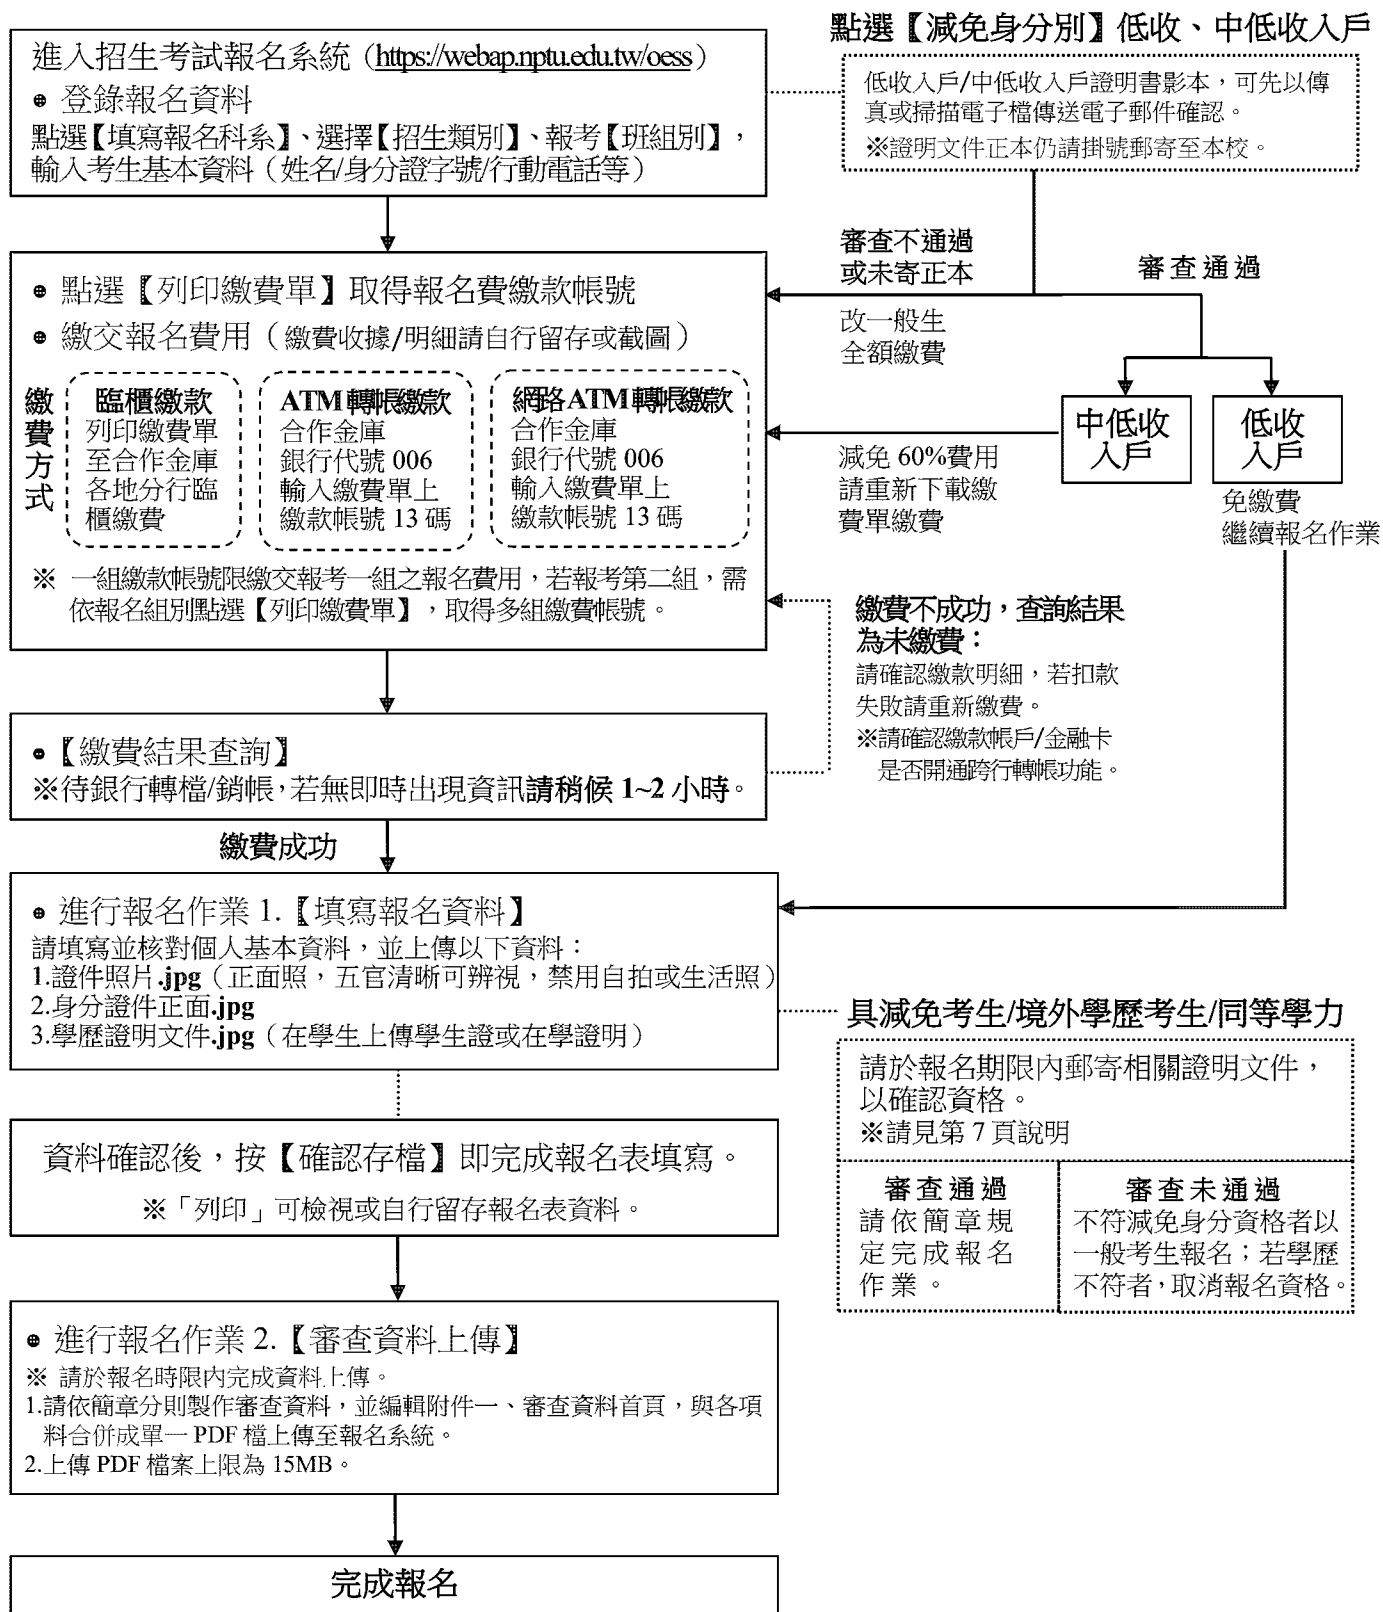 進入招生考試報名系統(https://webap.nptu.edu.tw/oess)
● 登錄報名資料
點選【填寫報名科系】、選擇【招生類別】、報考【班組別】,
輸入考生基本資料(姓名/身分證字號/行動電話等)
點選【減免身分別】低收、中低收入戶
低收入戶/中低收入戶證明書影本,可先以傳
真或掃描電子檔傳送電子郵件確認。
※證明文件正本仍請掛號郵寄至本校。
審查不通過
或未寄正本
改一般生
全額繳費
審查通過
中低收
入戶
低收
入戶
減免 60%費用
請重新下載繳
費單繳費
免繳費
繼續報名作業
● 點選【列印繳費單】取得報名費繳款帳號
● 繳交報名費用(繳費收據/明細請自行留存或截圖)
繳費方式
臨櫃繳款
列印繳費單
至合作金庫
各地分行臨
櫃繳費
ATM 轉帳繳款
合作金庫
銀行代號 006
輸入繳費單上
繳款帳號 13 碼
網路 ATM 轉帳繳款
合作金庫
銀行代號 006
輸入繳費單上
繳款帳號 13 碼
※ 一組繳款帳號限繳交報考一組之報名費用,若報考第二組,需
依報名組別點選【列印繳費單】,取得多組繳費帳號。
繳費不成功,查詢結果
為未繳費:
請確認繳款明細,若扣款
失敗請重新繳費。
※請確認繳款帳戶/金融卡
是否開通跨行轉帳功能。
●【繳費結果查詢】
※待銀行轉檔/銷帳,若無即時出現資訊請稍候 1~2 小時。
繳費成功
● 進行報名作業 1.【填寫報名資料】
請填寫並核對個人基本資料,並上傳以下資料:
1.證件照片.jpg(正面照,五官清晰可辨視,禁用自拍或生活照)
2.身分證件正面.jpg
3.學歷證明文件.jpg(在學生上傳學生證或在學證明)
具減免考生/境外學歷考生/同等學力
請於報名期限內郵寄相關證明文件,
以確認資格。
※請見第 7 頁說明
審查通過
請依簡章規
定完成報名
作業。
審查未通過
不符減免身分資格者以
一般考生報名;若學歷
不符者,取消報名資格。
資料確認後,按【確認存檔】即完成報名表填寫。
※「列印」可檢視或自行留存報名表資料。
● 進行報名作業 2.【審查資料上傳】
※ 請於報名時限內完成資料上傳。
1.請依簡章分則製作審查資料,並編輯附件一、審查資料首頁,與各項
料合併成單一 PDF 檔上傳至報名系統。
2.上傳 PDF 檔案上限為 15MB。
完成報名